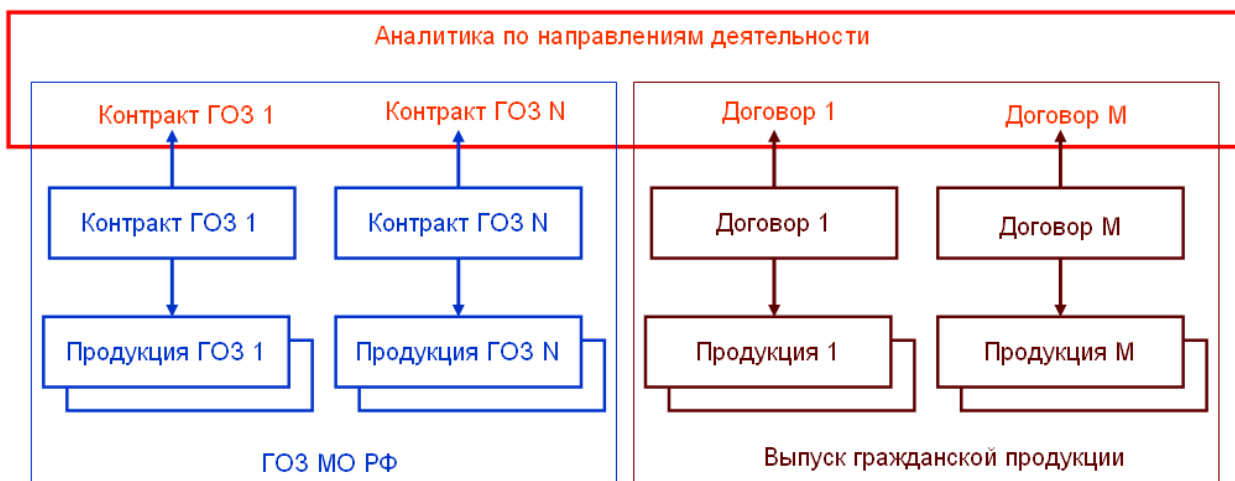 Аналитика по направлениям деятельности
Контракт ГОЗ 1
Контракт ГОЗ N
Договор 1
Договор М
Контракт ГОЗ 1
Контракт ГОЗ N
Договор 1
Договор М
Продукция ГОЗ 1
Продукция ГОЗ N
Продукция 1
Продукция М
ГОЗ МО РФ
Выпуск гражданской продукции